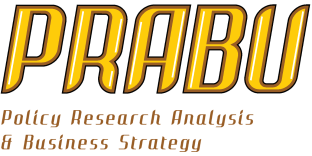 PRABU
Policy Research Analysis
& Business Strategy